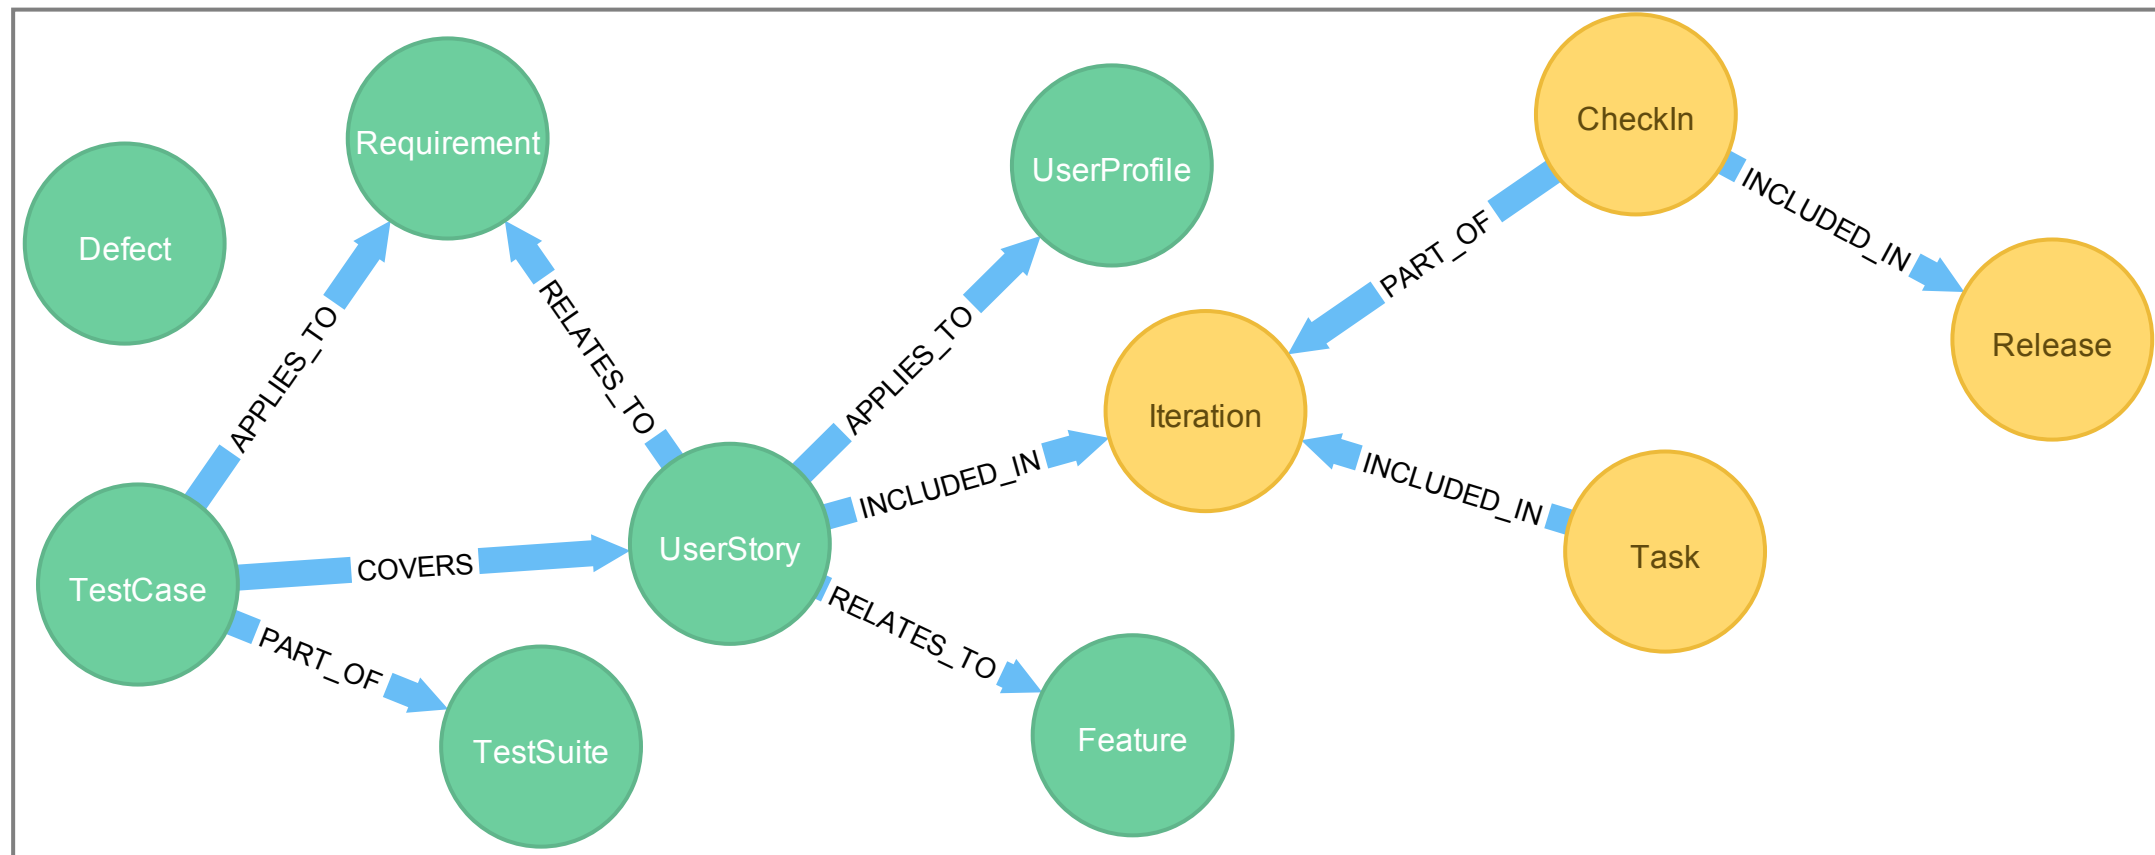 CheckIn
Requirement
UserProfile
INCLUDED_IN
Defect
PART_OF
Release
RELATES_TO
APPLIES_TO
APPLIES_TO
Iteration
INCLUDED_IN
INCLUDED_IN
UserStory
Task
COVERS
TestCase
RELATES_TO
PART_OF
Feature
TestSuite